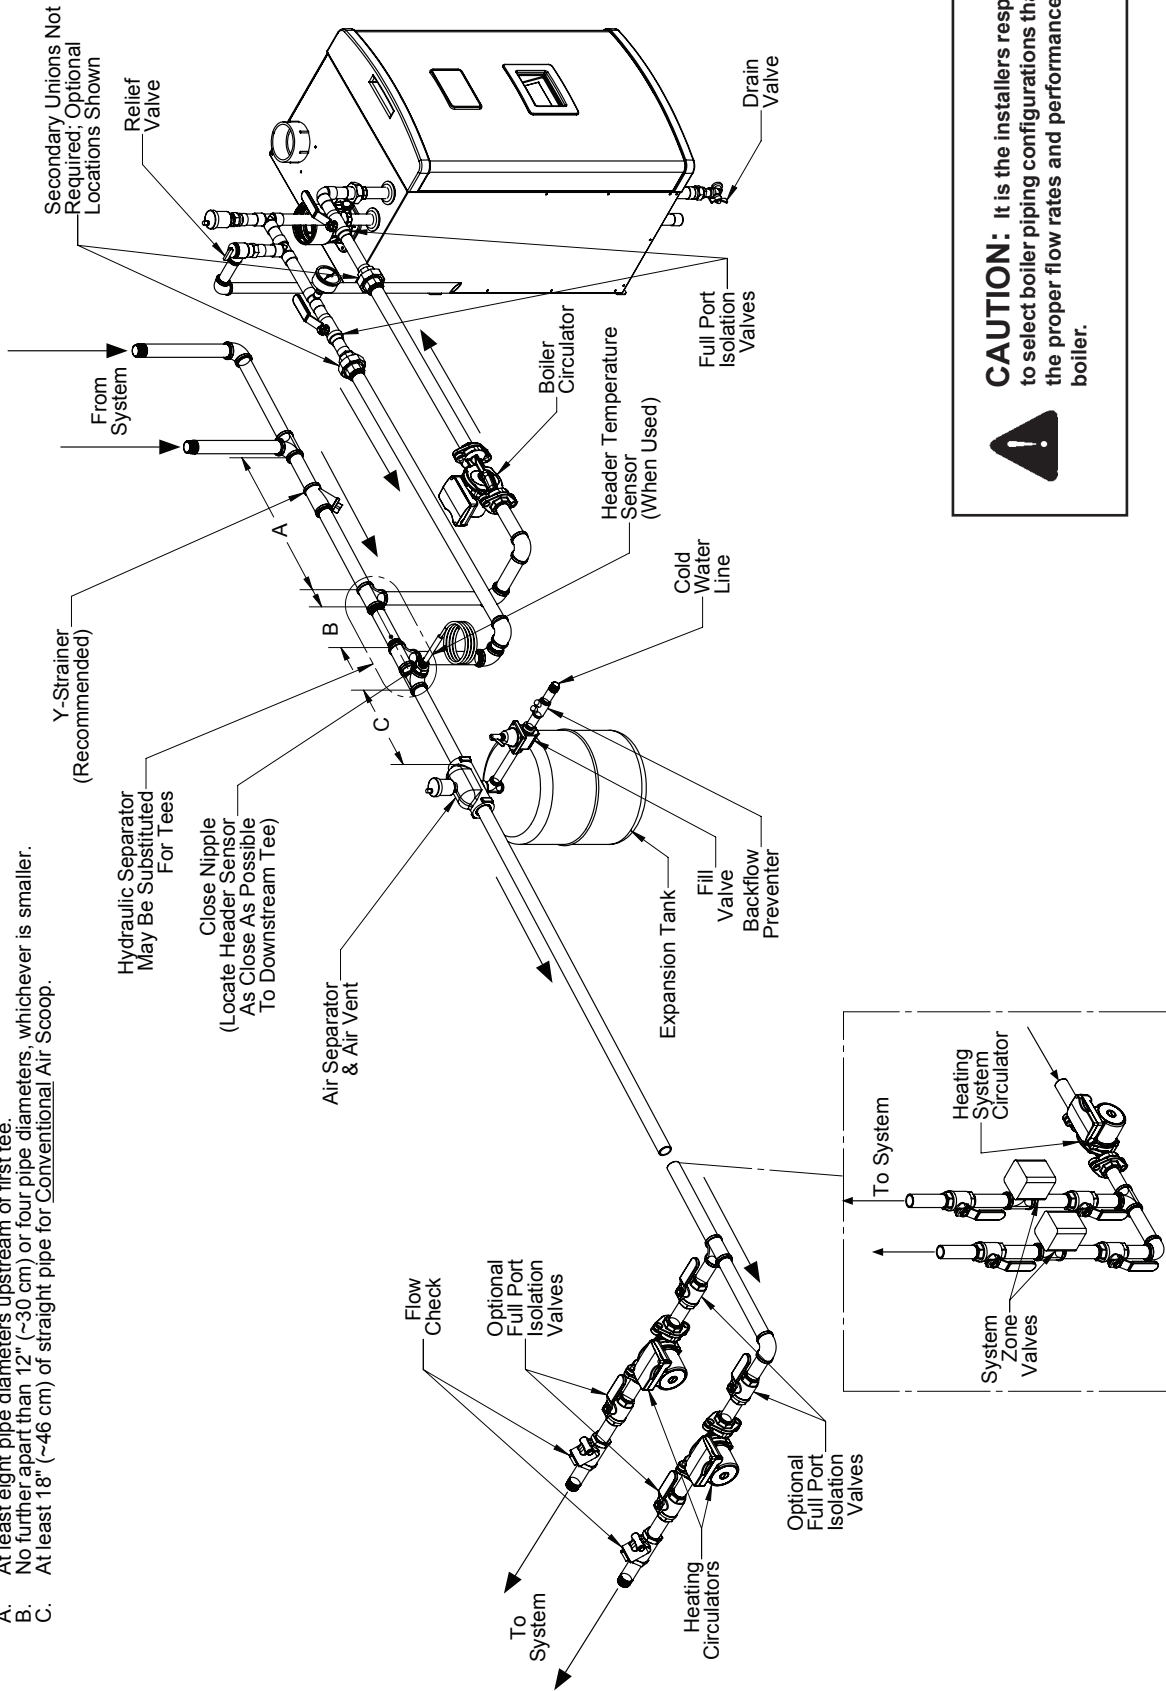 A. At least eight pipe diameters upstream of first tee.
B. No further apart than 12" (~30 cm) or four pipe diameters, whichever is smaller.
C. At least 18" (~46 cm) of straight pipe for Conventional Air Scoop.
Secondary Unions Not
Required; Optional
Locations Shown
Relief
Valve
From
System
Y-Strainer
(Recommended)
Hydraulic Separator
May Be Substituted
For Tees
Close Nipple
(Locate Header Sensor
As Close As Possible
To Downstream Tee)
Air Separator
& Air Vent
A
B
C
Drain
Valve
Full Port
Isolation
Valves
Boiler
Circulator
Header Temperature
Sensor
(When Used)
Cold
Water
Line
Fill
Valve
Backflow
Preventer
Expansion Tank
Flow
Check
Optional
Full Port
Isolation
Valves
To
System
Heating
Circulators
Optional
Full Port
Isolation
Valves
To System
Heating
System
Circulator
System
Zone
Valves
CAUTION: It is the installers resp
to select boiler piping configurations tha
the proper flow rates and performance
boiler.